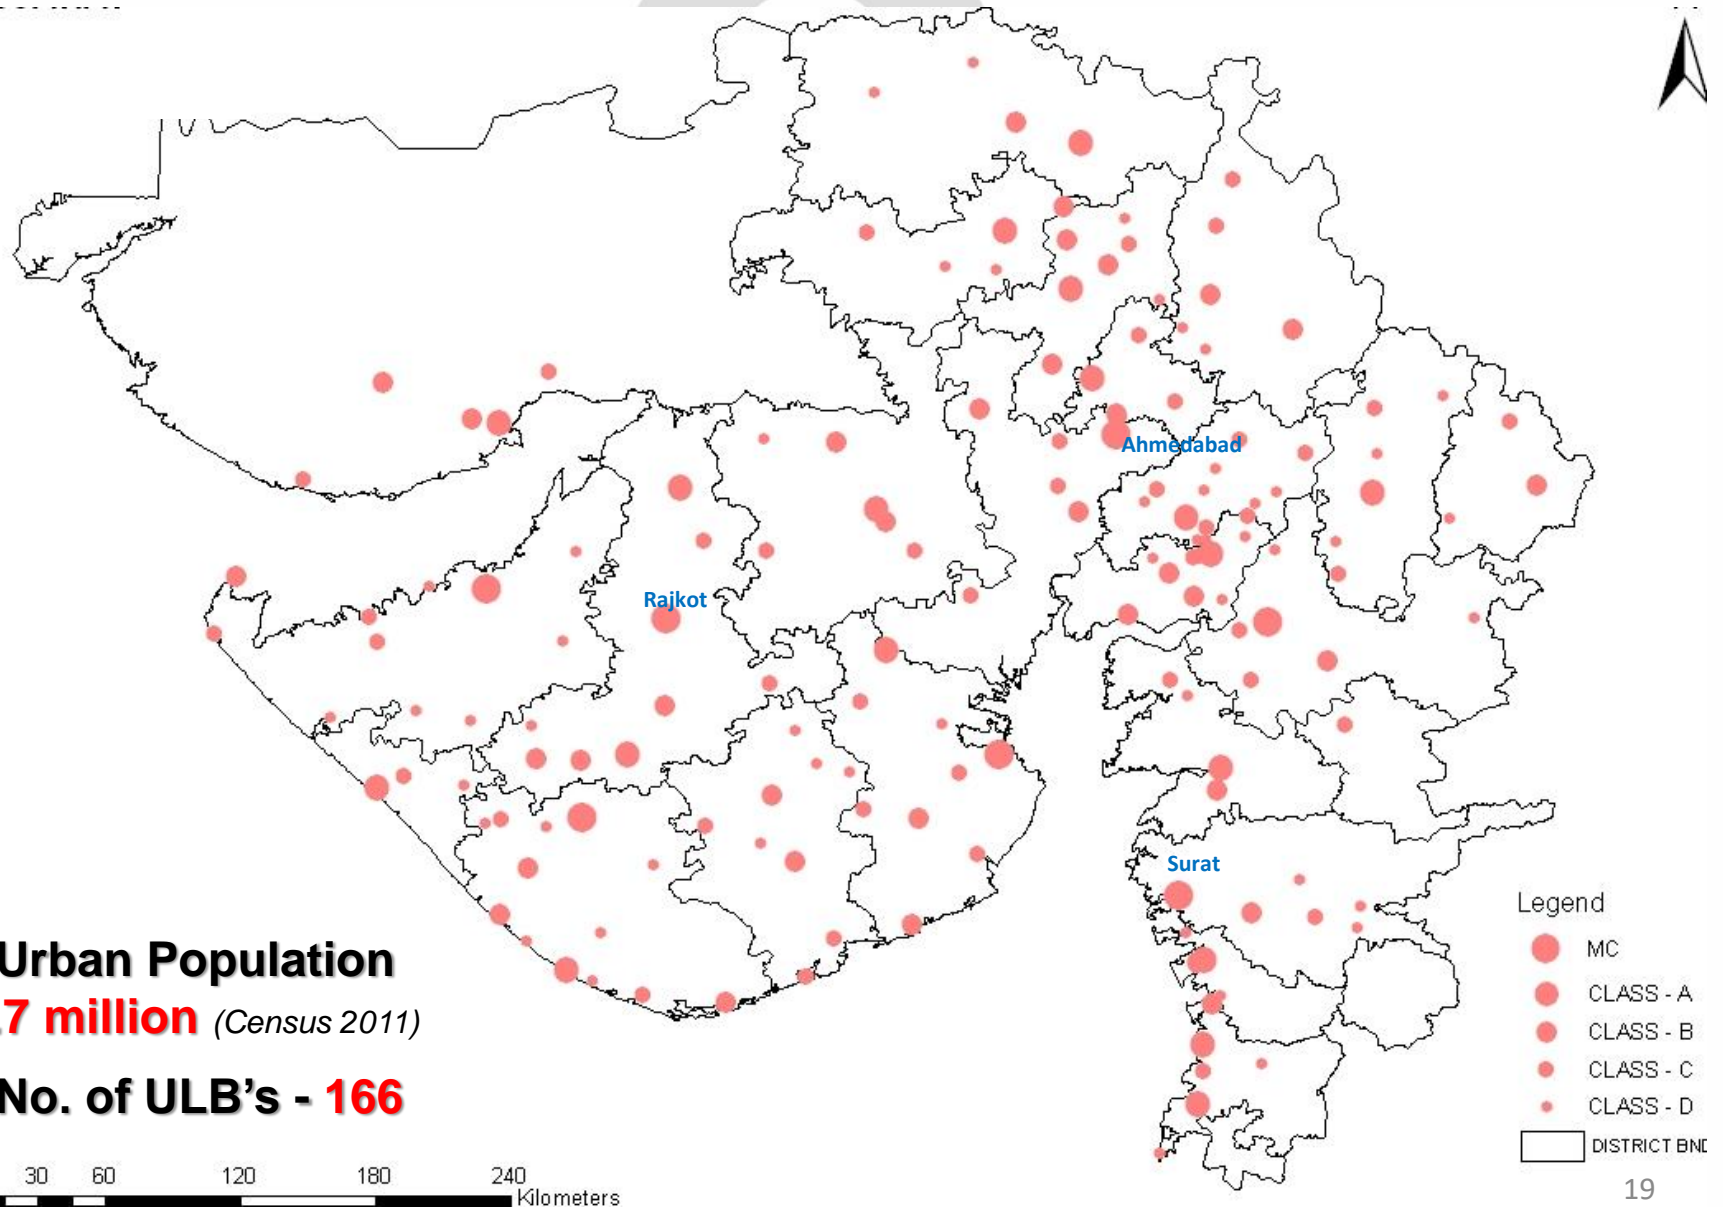 Ahmedabad
Rajkot
Surat
Urban Population
7 million (Census 2011)
No. of ULB's - 166
Legend
MC
CLASS - A
CLASS - B
CLASS - C
CLASS - D
DISTRICT BND
30 60 120 180 240
Kilometers
19